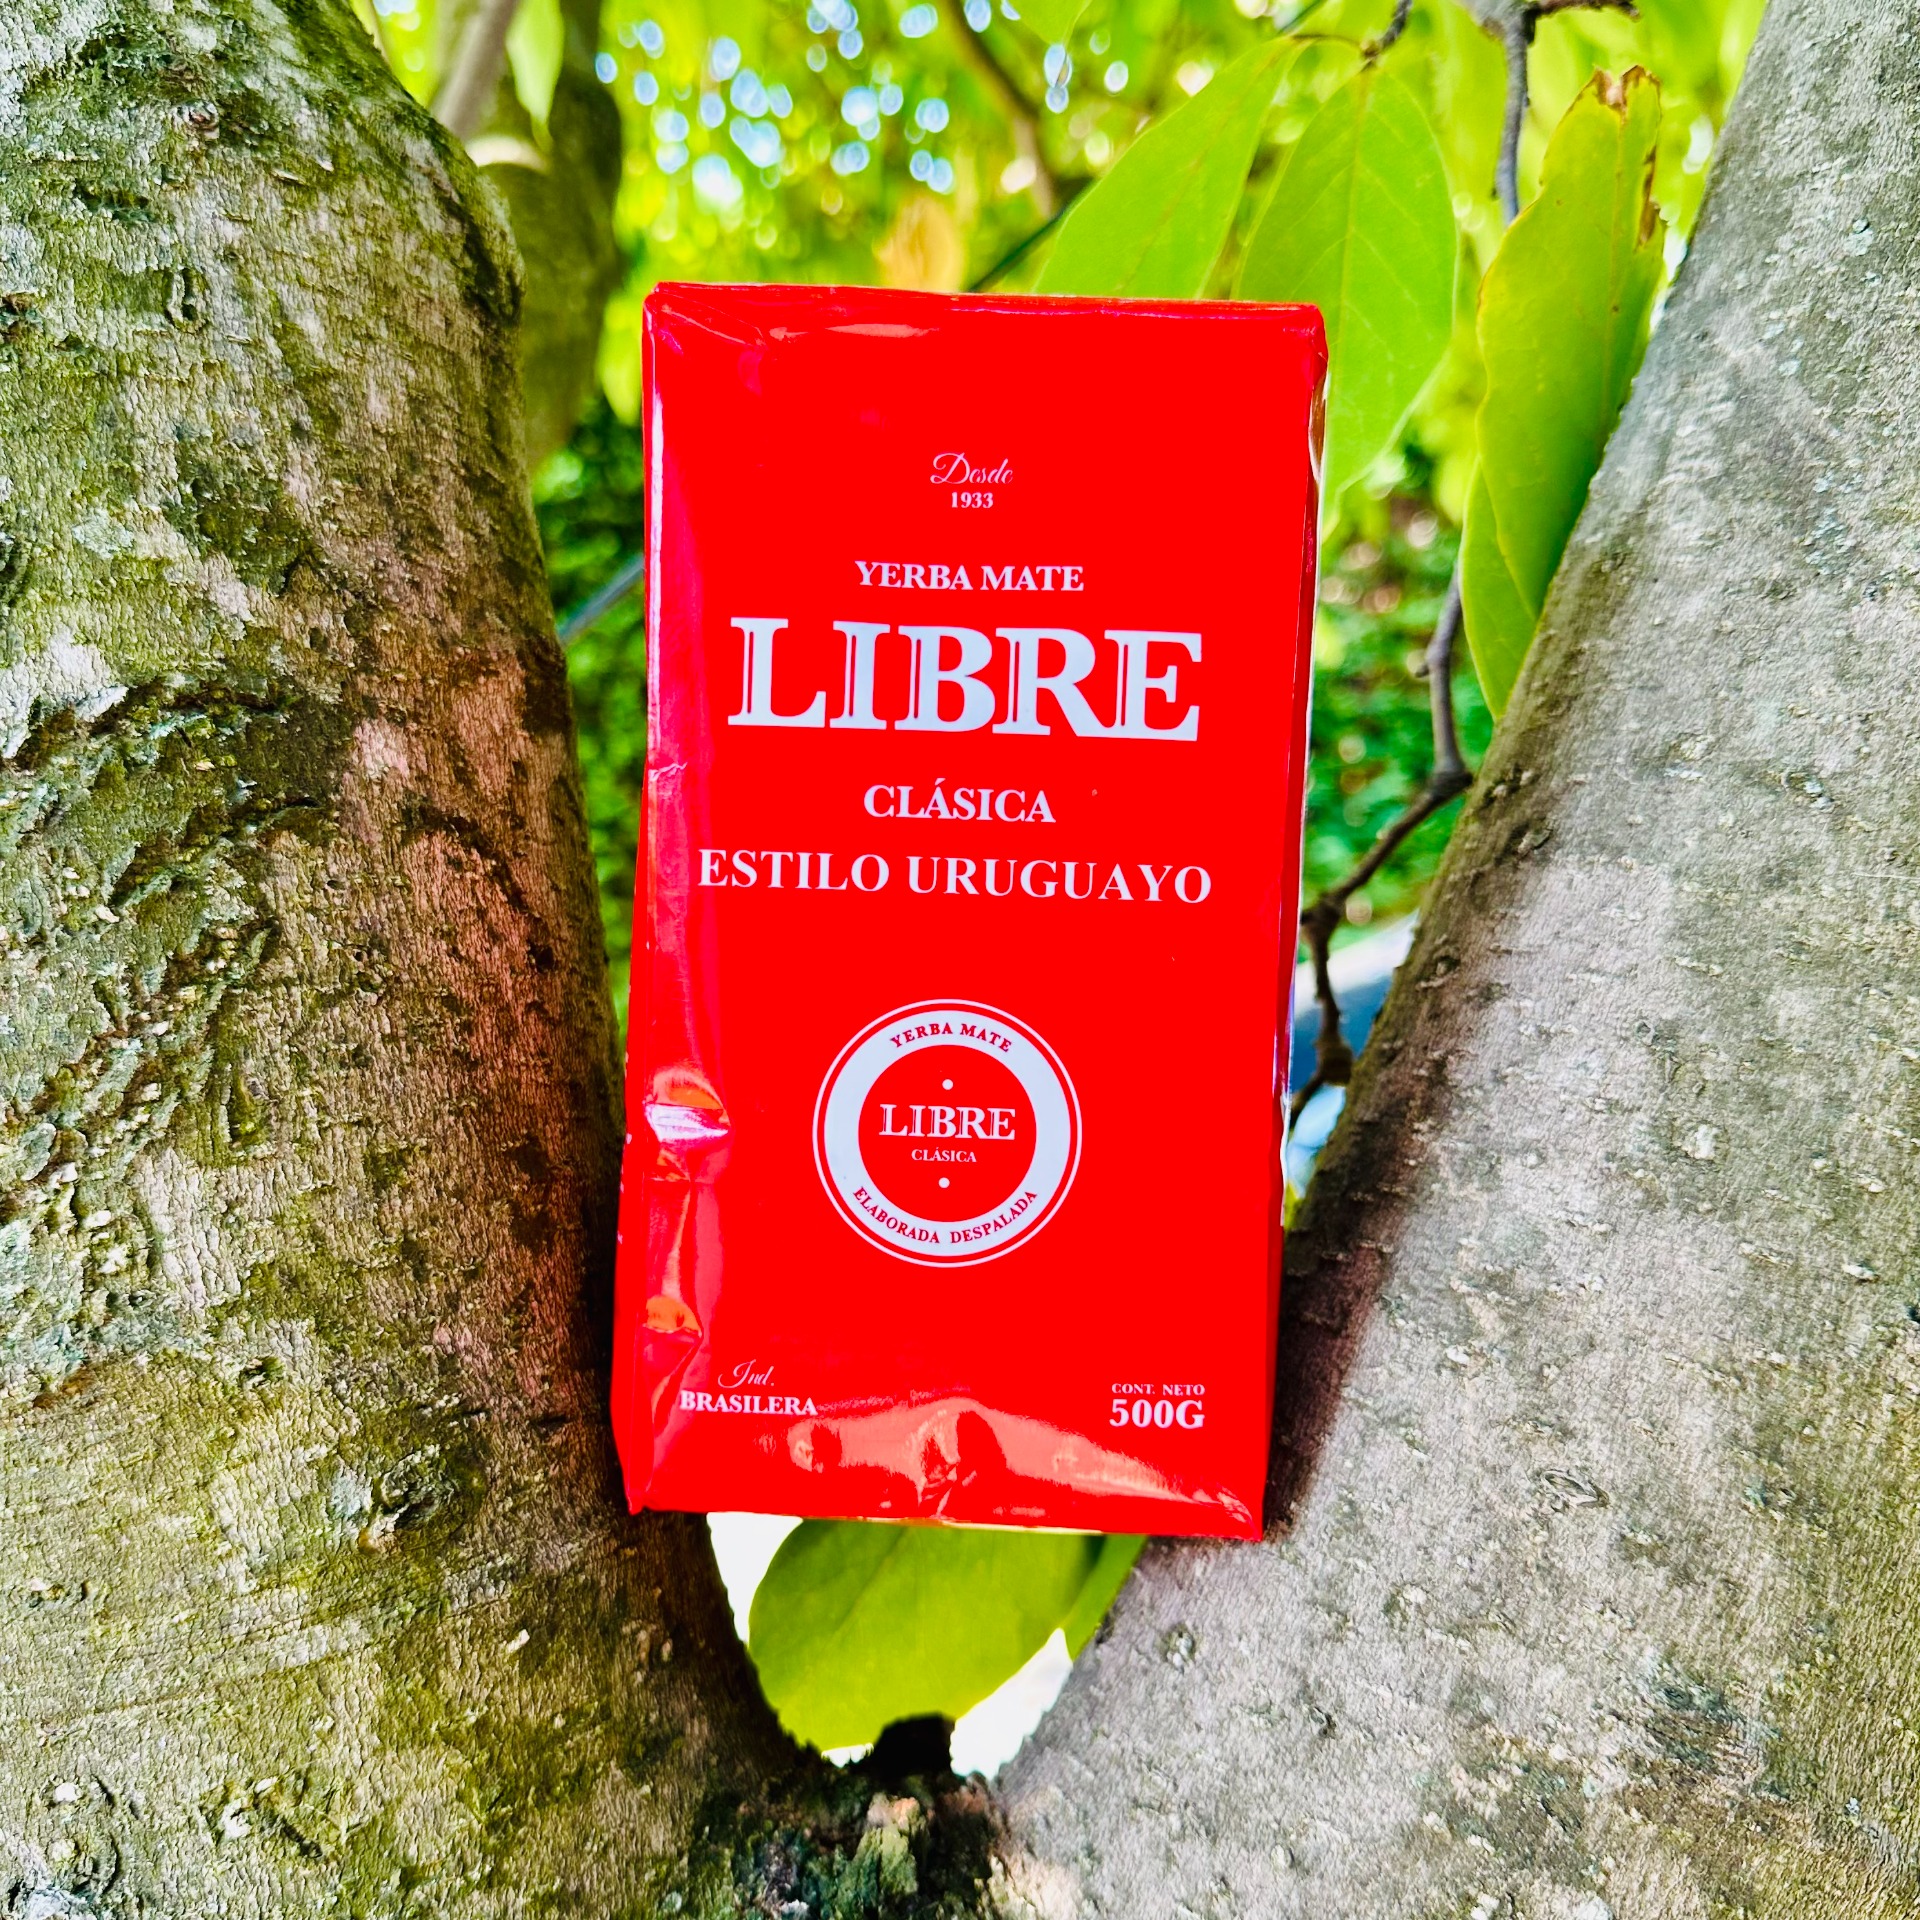 Desde
1933
YERBA MATE
LIBRE
CLÁSICA
ESTILO URUGUAYO
YERBA MATE
LIBRE
CLÁSICA
ELABORADA DESPALADA
Ind.
BRASILERA
CONT. NETO
500G